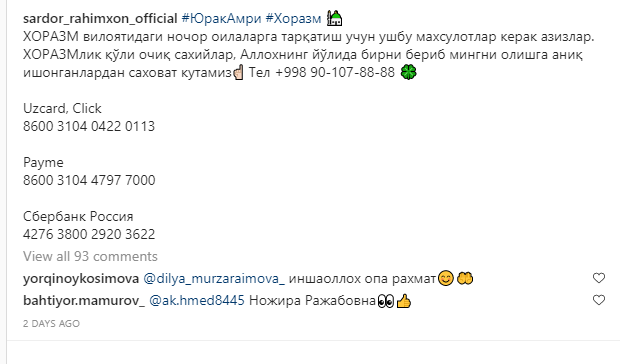 sardor_rahimxon_official #ЮракАмри #Хоразм 🕌
ХОРАЗМ вилоятидаги ночор оилаларга тарқатиш учун ушбу махсулотлар керак азизлар.
ХОРАЗМлик қўли очиқ сахийлар, Аллохнинг йўлида бирни бериб мингни олишга аниқ
ишонганлардан саховат кутамиз☝🏻 Тел +998 90-107-88-88 🍀
Uzcard, Click
8600 3104 0422 0113
Payme
8600 3104 4797 7000
Сбербанк Россия
4276 3800 2920 3622
View all 93 comments
yorqinoykosimova @dilya_murzaraimova_ иншаоллох опа рахмат😊🤲
bahtiyor.mamurov_ @ak.hmed8445 Ножира Ражабовна👀👍
2 DAYS AGO